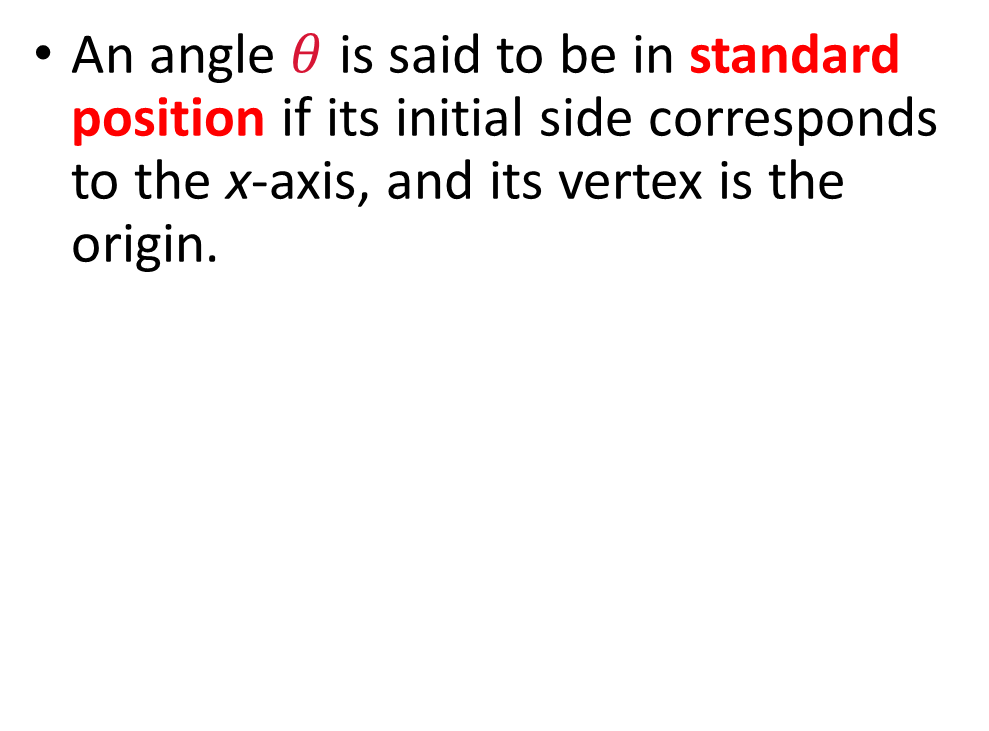 • An angle θ is said to be in standard
position if its initial side corresponds
to the x-axis, and its vertex is the
origin.